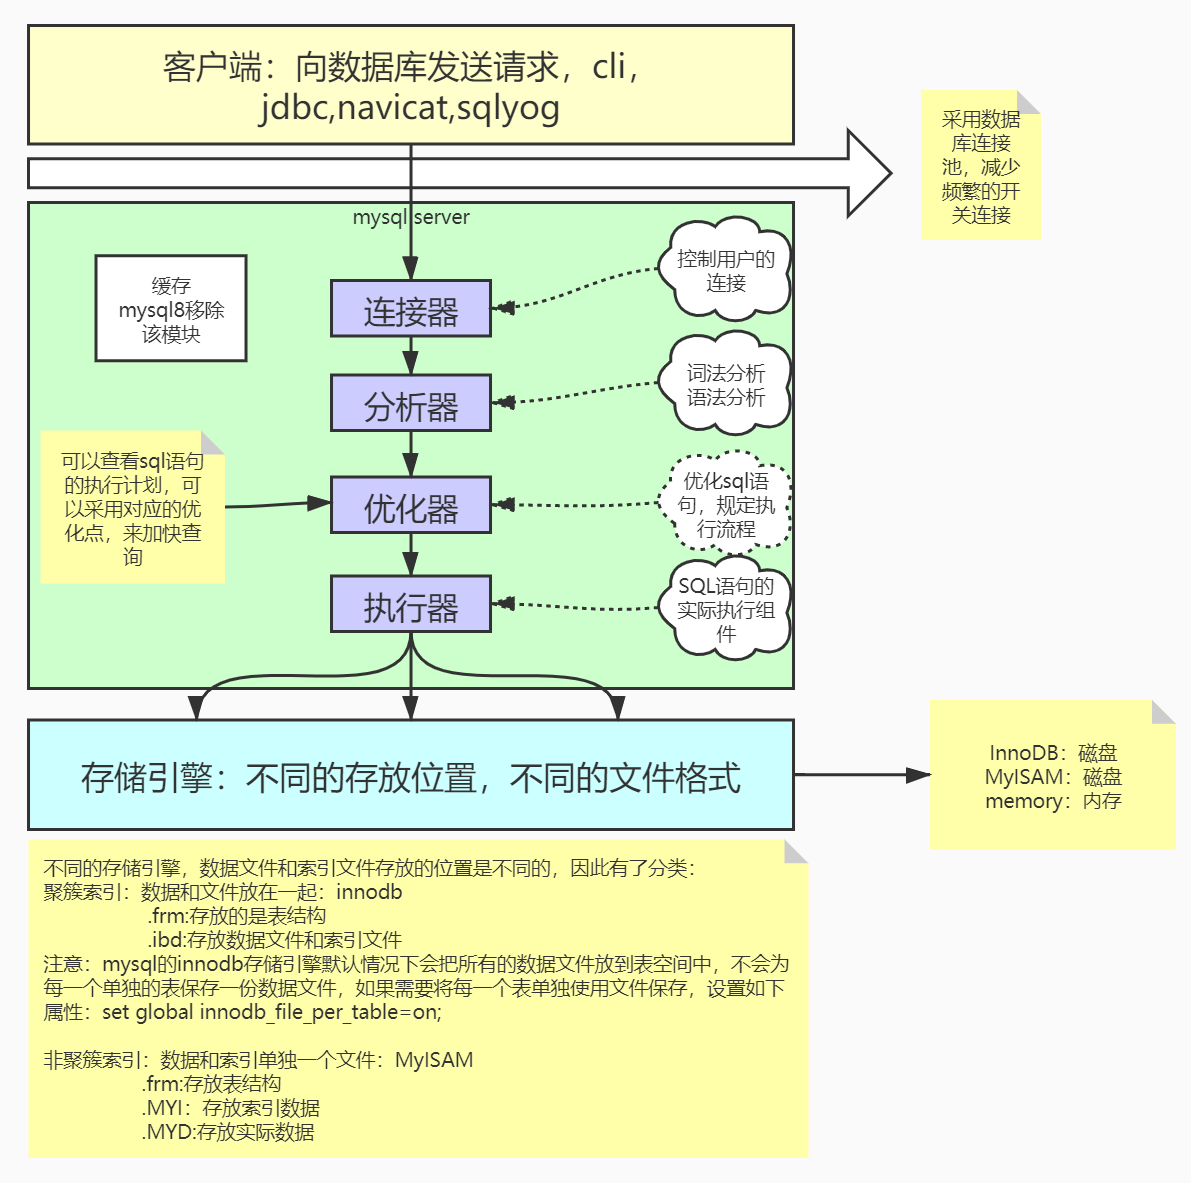 客户端：向数据库发送请求，cli，
jdbc,navicat,sqlyog
采用数据
库连接
池，减少
频繁的开
关连接
mysql server
缓存
mysql8移除
该模块
连接器
控制用户的
连接
分析器
词法分析
语法分析
可以查看sql语句
的执行计划，可
以采用对应的优
化点，来加快查
询
优化器
优化sql语
句，规定执
行流程
执行器
SQL语句的
实际执行组
件
存储引擎：不同的存放位置，不同的文件格式
InnoDB：磁盘
MyISAM：磁盘
memory：内存
不同的存储引擎，数据文件和索引文件存放的位置是不同的，因此有了分类：
聚簇索引：数据和文件放在一起：innodb
.frm:存放的是表结构
.ibd:存放数据文件和索引文件
注意：mysql的innodb存储引擎默认情况下会把所有的数据文件放到表空间中，不会为
每一个单独的表保存一份数据文件，如果需要将每一个表单独使用文件保存，设置如下
属性：set global innodb_file_per_table=on;
非聚簇索引：数据和索引单独一个文件：MyISAM
.frm:存放表结构
.MYI：存放索引数据
.MYD:存放实际数据